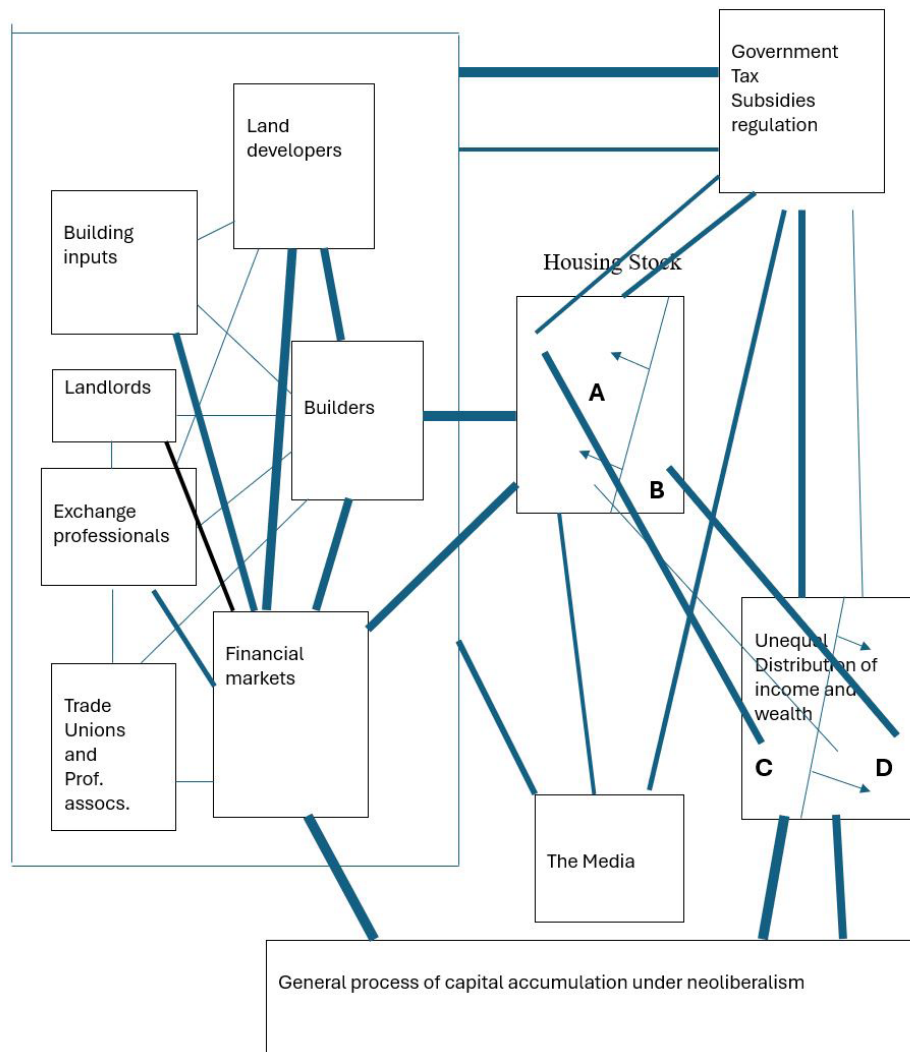 Government
Tax
Subsidies
regulation
Land
developers
Building
inputs
Housing Stock
Landlords
Builders
A
B
Exchange
professionals
Financial
markets
Unequal
Distribution of
income and
wealth
Trade
Unions
and
Prof.
assocs.
C
D
The Media
General process of capital accumulation under neoliberalism